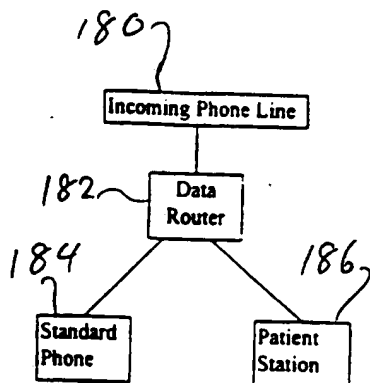 180
Incoming Phone Line
182
Data
Router
184
186
Standard
Phone
Patient
Station